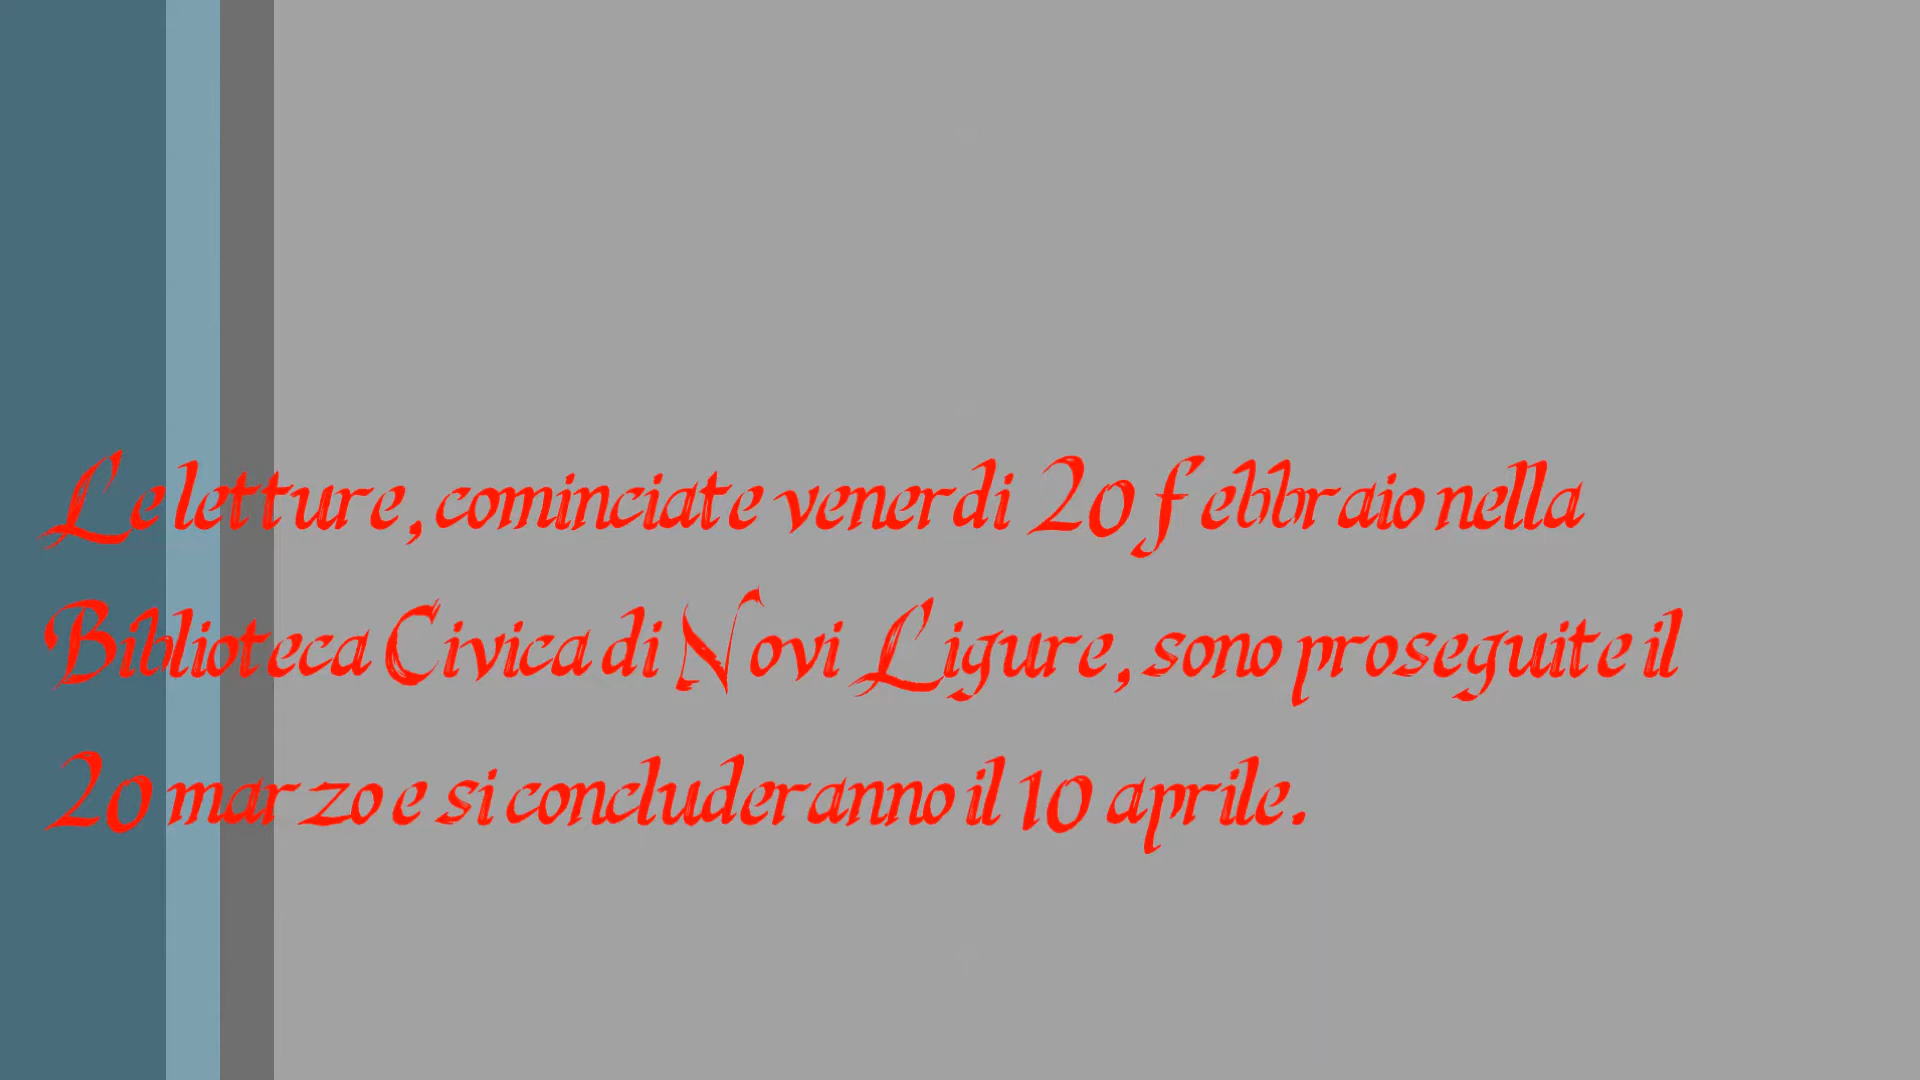 Le letture, cominciate venerdi 20 febbraio nella
Biblioteca Civica di Novi Ligure, sono proseguite il
20 marzo e si concluderanno il 10 aprile.